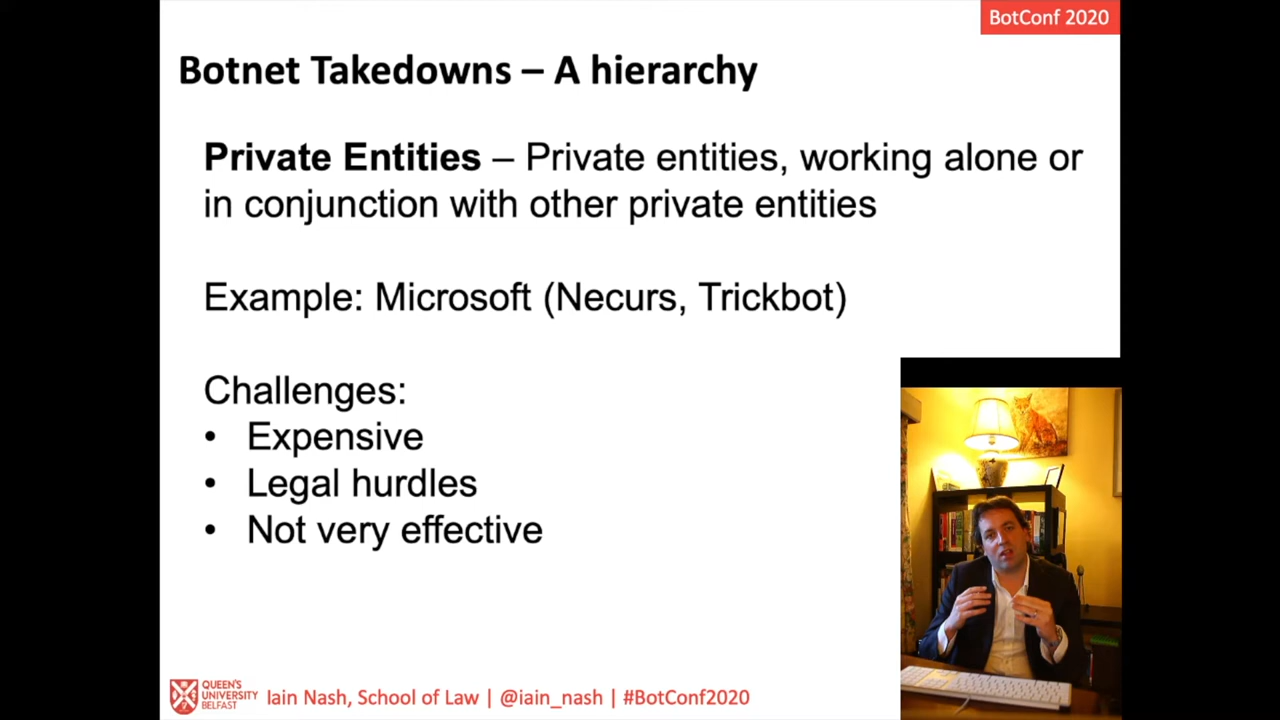 BotConf 2020
Botnet Takedowns – A hierarchy
Private Entities – Private entities, working alone or
in conjunction with other private entities
Example: Microsoft (Necurs, Trickbot)
Challenges:
• Expensive
• Legal hurdles
• Not very effective
QUEEN'S
UNIVERSITY
BELFAST
Iain Nash, School of Law | @iain_nash | #BotConf2020